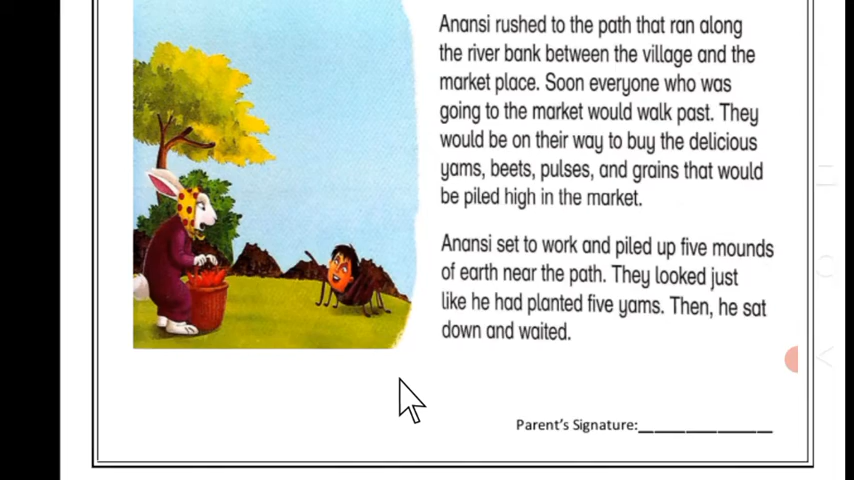 Anansi rushed to the path that ran along
the river bank between the village and the
market place. Soon everyone who was
going to the market would walk past. They
would be on their way to buy the delicious
yams, beets, pulses, and grains that would
be piled high in the market.
Anansi set to work and piled up five mounds
of earth near the path. They looked just
like he had planted five yams. Then, he sat
down and waited.
Parent's Signature:_______________